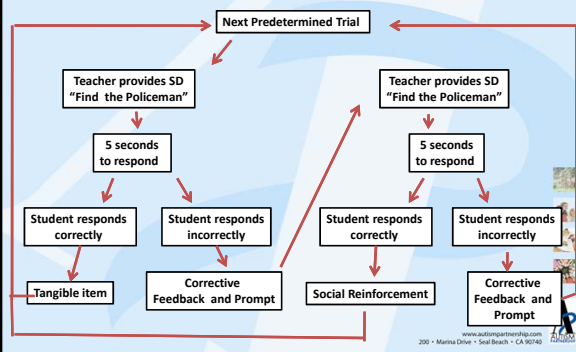 Next Predetermined Trial
Teacher provides SD
“Find the Policeman”
Teacher provides SD
“Find the Policeman”
5 seconds
to respond
5 seconds
to respond
Student responds
correctly
Student responds
incorrectly
Student responds
correctly
Student responds
incorrectly
Tangible item
Corrective
Feedback and Prompt
Social Reinforcement
Corrective
Feedback and
Prompt
www.autismpartnership.com
200 • Marina Drive • Seal Beach • CA 90740